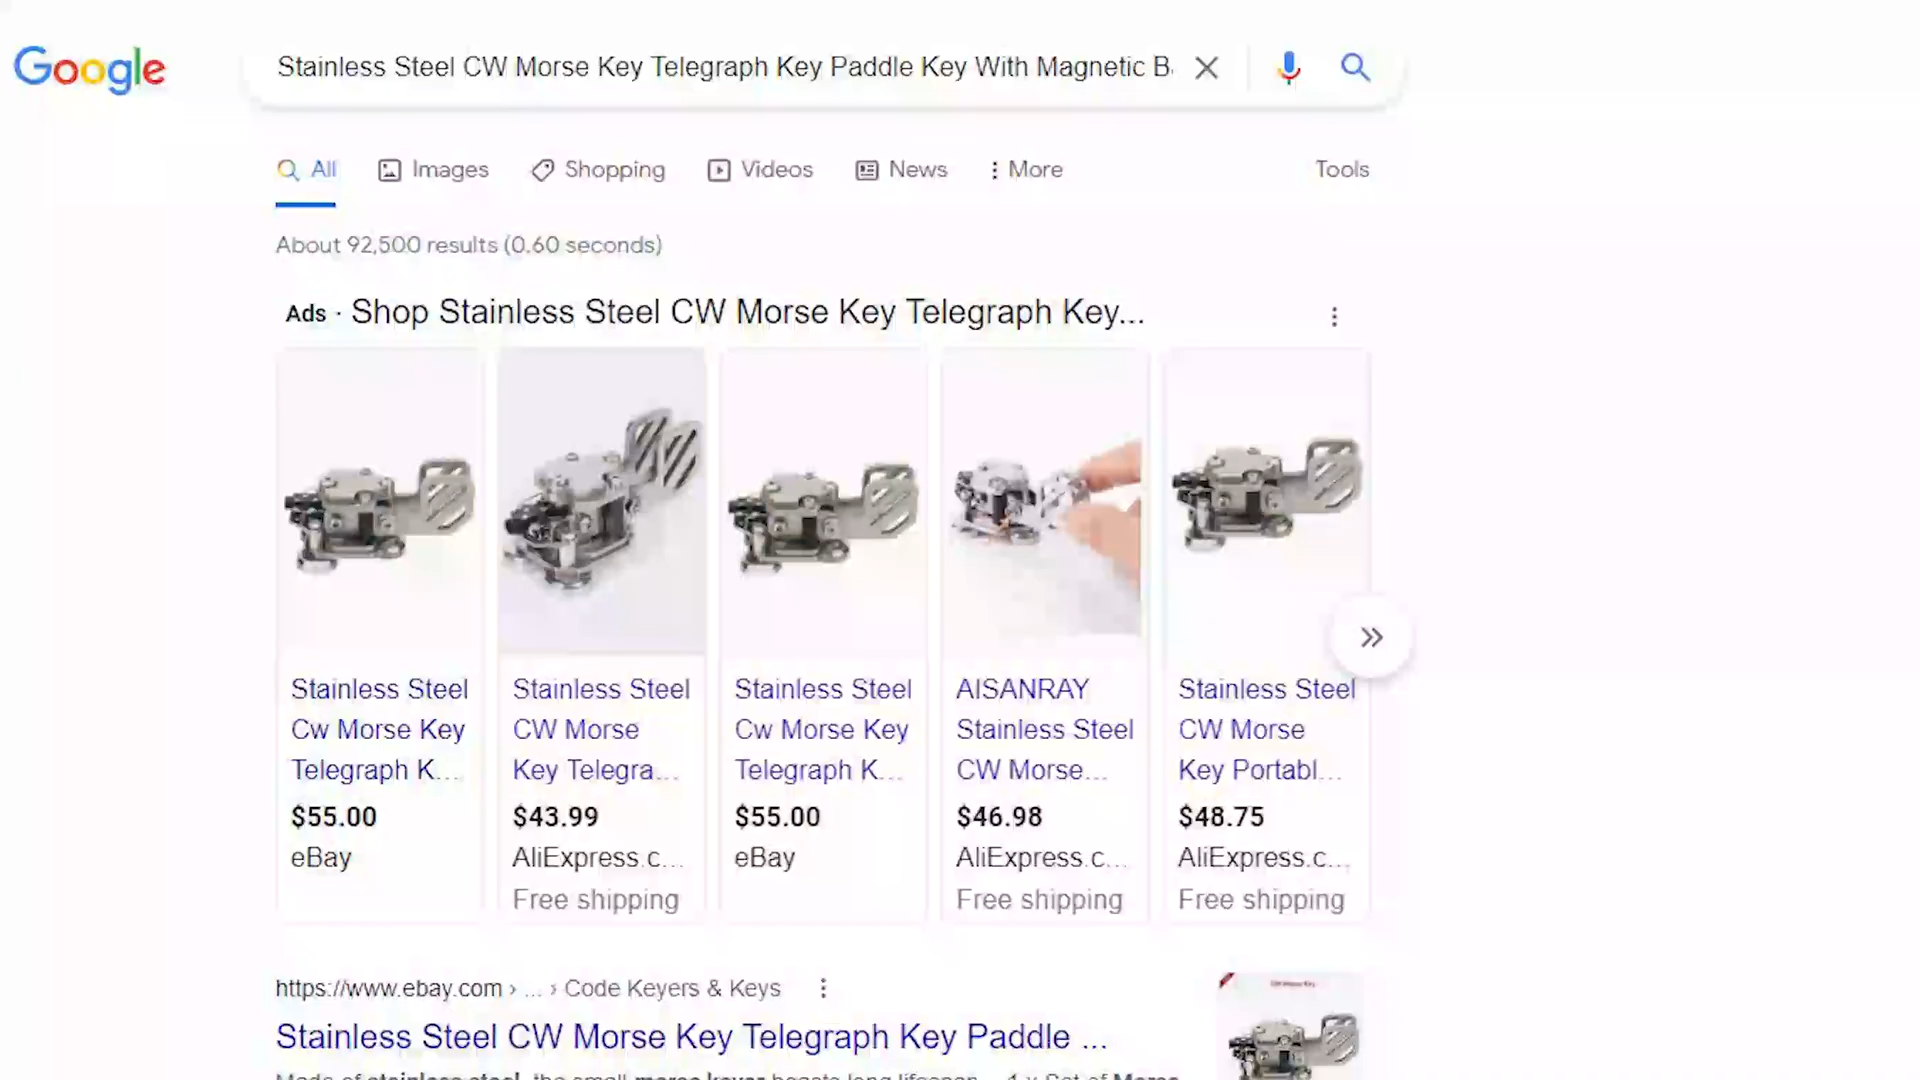 Google
Stainless Steel CW Morse Key Telegraph Key Paddle Key With Magnetic B
All Images Shopping Videos News More Tools
About 92,500 results (0.60 seconds)
Ads · Shop Stainless Steel CW Morse Key Telegraph Key...
Stainless Steel
Cw Morse Key
Telegraph K...
$55.00
eBay
Stainless Steel
CW Morse
Key Telegra...
$43.99
AliExpress.c...
Free shipping
Stainless Steel
Cw Morse Key
Telegraph K...
$55.00
eBay
AISANRAY
Stainless Steel
CW Morse...
$46.98
AliExpress.c...
Free shipping
Stainless Steel
CW Morse
Key Portabl...
$48.75
AliExpress.c...
Free shipping
https://www.ebay.com › ... › Code Keyers & Keys
Stainless Steel CW Morse Key Telegraph Key Paddle ...